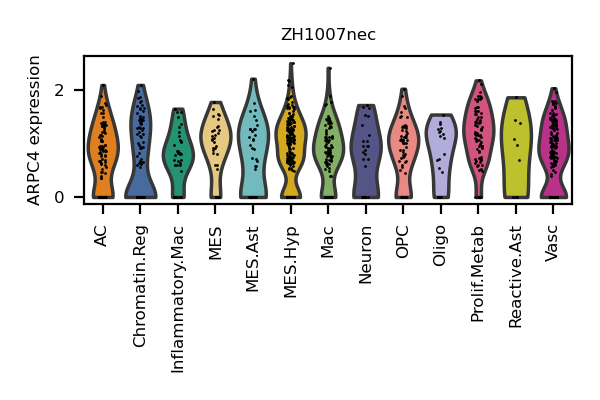 ZH1007nec
ARPC4 expression
2
0
AC
Chromatin.Reg
Inflammatory.Mac
MES
MES.Ast
MES.Hyp
Mac
Neuron
OPC
Oligo
Prolif.Metab
Reactive.Ast
Vasc